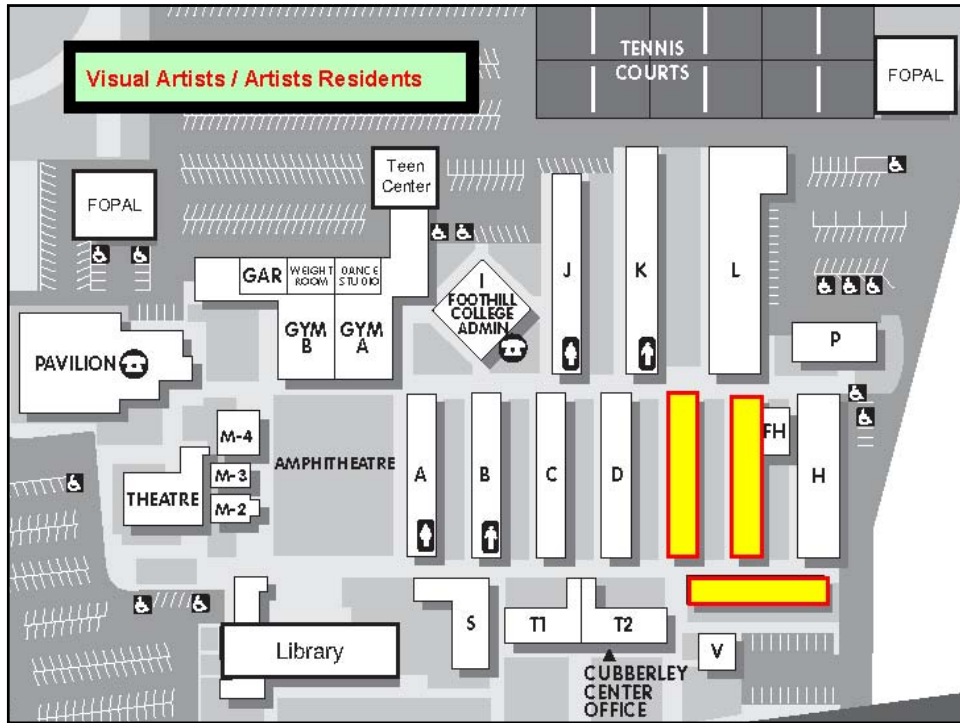 TENNIS
COURTS
FOPAL
Visual Artists / Artists Residents
Teen
Center
FOPAL
J
K
L
GAR
WEIGHT
ROOM
DANCE
STUDIO
I
FOOTHILL
COLLEGE
ADMIN
GYM
B
GYM
A
P
PAVILION
M-4
AMPHITHEATRE
M-3
THEATRE
M-2
A
B
C
D
FH
H
S
T1
T2
V
Library
CUBBERLEY
CENTER
OFFICE